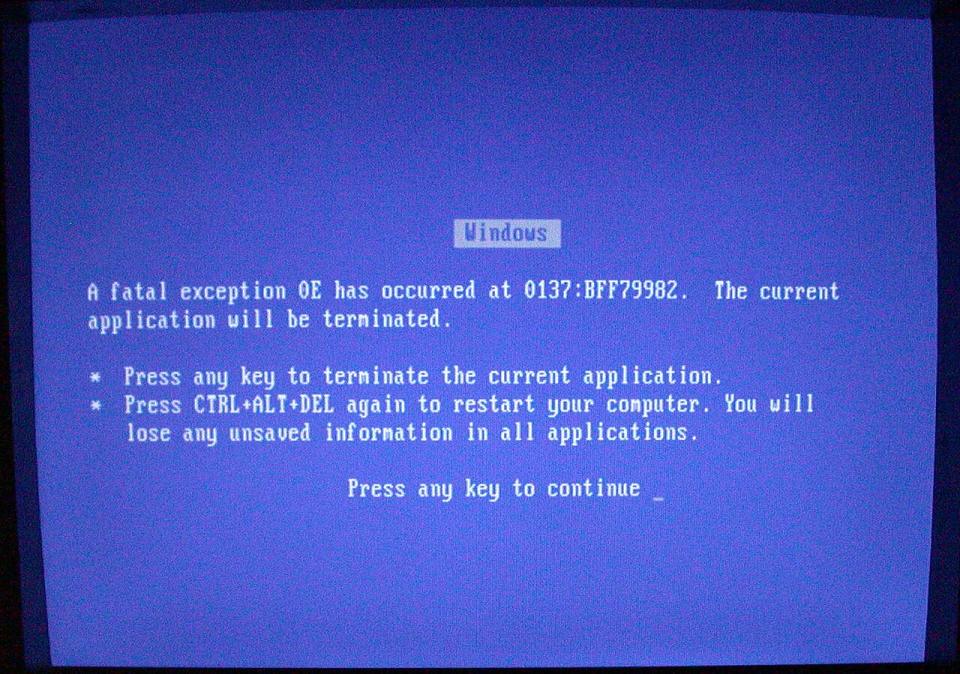 Windows
A fatal exception 0E has occurred at 0137:BFF79982.  The current
application will be terminated.
*  Press any key to terminate the current application.
*  Press CTRL+ALT+DEL again to restart your computer. You will
lose any unsaved information in all applications.
Press any key to continue _